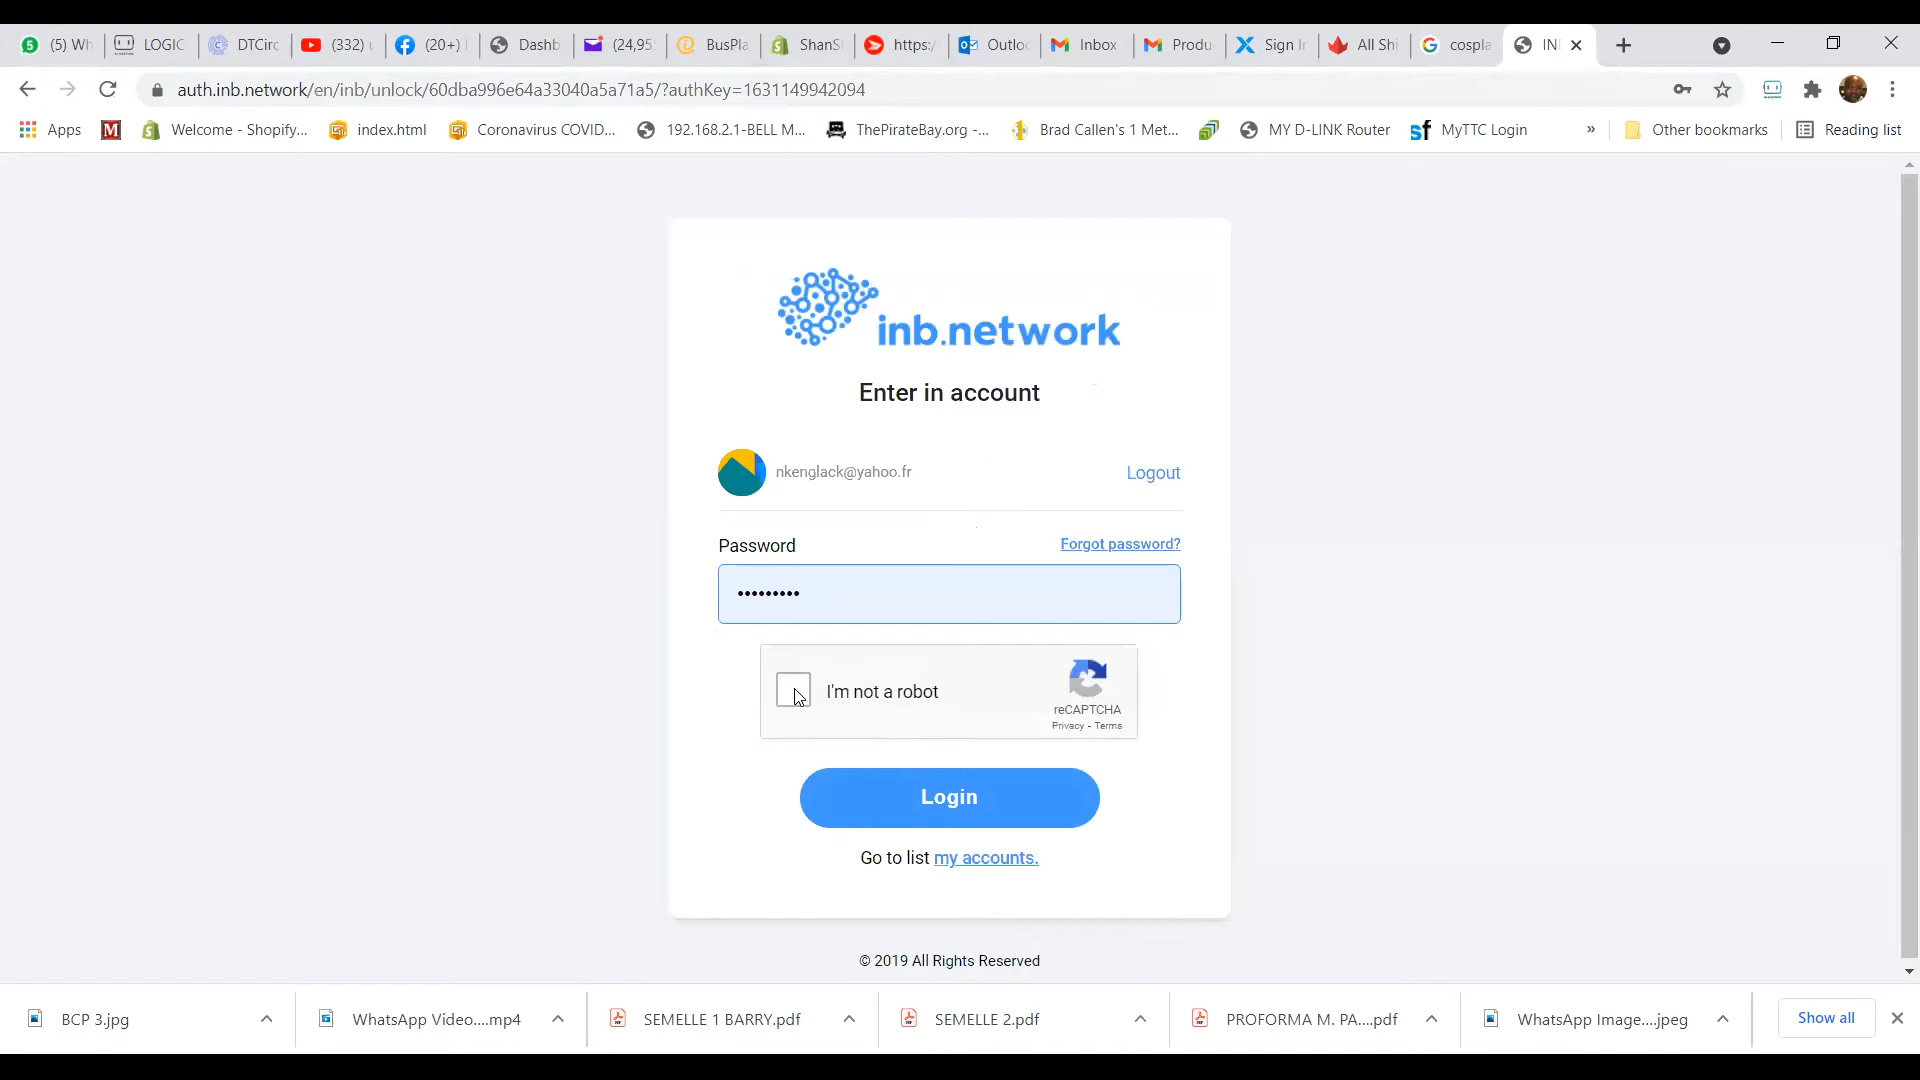 (5) Wh
LOGIC
DTCirc
(332) u
(20+)
Dashb
(24,95
BusPla
ShanS
https:/
Outloo
Inbox
Produ
Sign In
All Shi
cospla
INB
auth.inb.network/en/inb/unlock/60dba996e64a33040a5a71a5/?authKey=1631149942094
Apps
Welcome - Shopify...
index.html
Coronavirus COVID...
192.168.2.1-BELL M...
ThePirateBay.org -...
Brad Callen's 1 Met...
MY D-LINK Router
MyTTC Login
»
Other bookmarks
Reading list
inb.network
Enter in account
nkenglack@yahoo.fr
Logout
Password
Forgot password?
•••••••••
I'm not a robot
reCAPTCHA
Privacy - Terms
Login
Go to list my accounts.
© 2019 All Rights Reserved
BCP 3.jpg
WhatsApp Video....mp4
SEMELLE 1 BARRY.pdf
SEMELLE 2.pdf
PROFORMA M. PA....pdf
WhatsApp Image....jpeg
Show all